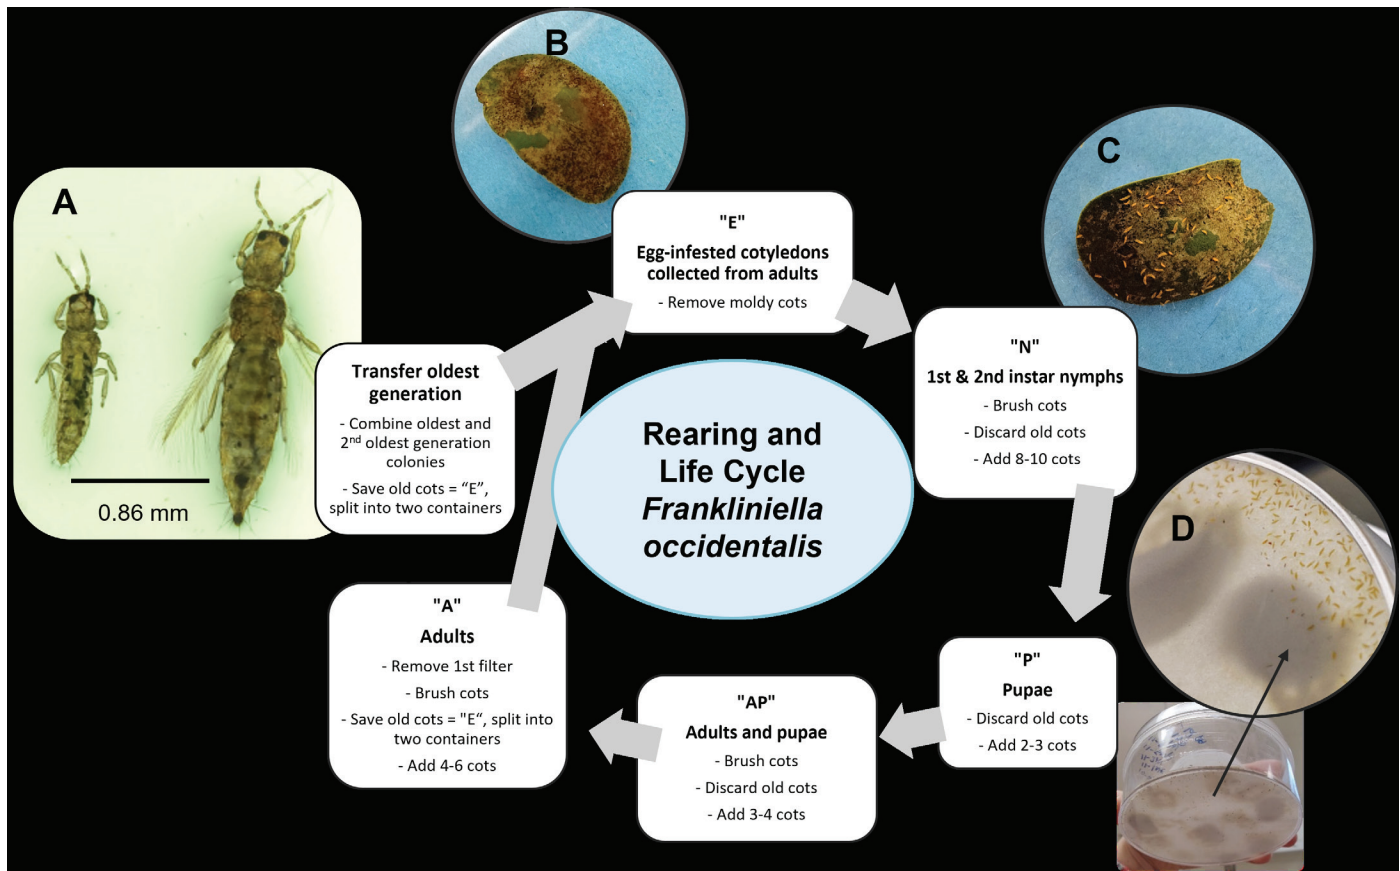 A
0.86 mm
B
C
D
"E"
Egg-infested cotyledons
collected from adults
- Remove moldy cots
"N"
1st & 2nd instar nymphs
- Brush cots
- Discard old cots
- Add 8-10 cots
"P"
Pupae
- Discard old cots
- Add 2-3 cots
"AP"
Adults and pupae
- Brush cots
- Discard old cots
- Add 3-4 cots
"A"
Adults
- Remove 1st filter
- Brush cots
- Save old cots = "E“, split into
two containers
- Add 4-6 cots
Transfer oldest
generation
- Combine oldest and
2nd oldest generation
colonies
- Save old cots = “E”,
split into two containers
Rearing and
Life Cycle
Frankliniella
occidentalis